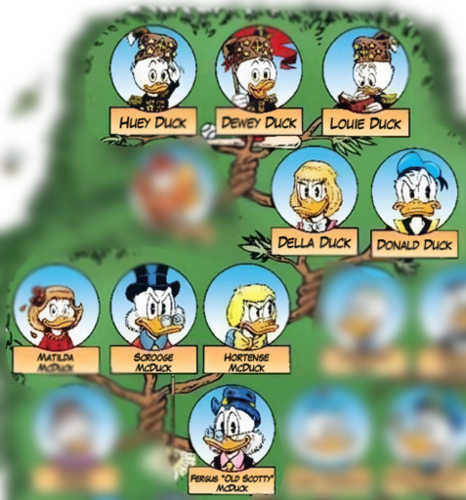 HUEY DUCK
DEWEY DUCK
LOUIE DUCK
DELLA DUCK
DONALD DUCK
MATILDA
McDUCK
SCROOGE
McDUCK
HORTENSE
McDUCK
FERGUS "OLD SCOTTY"
McDUCK